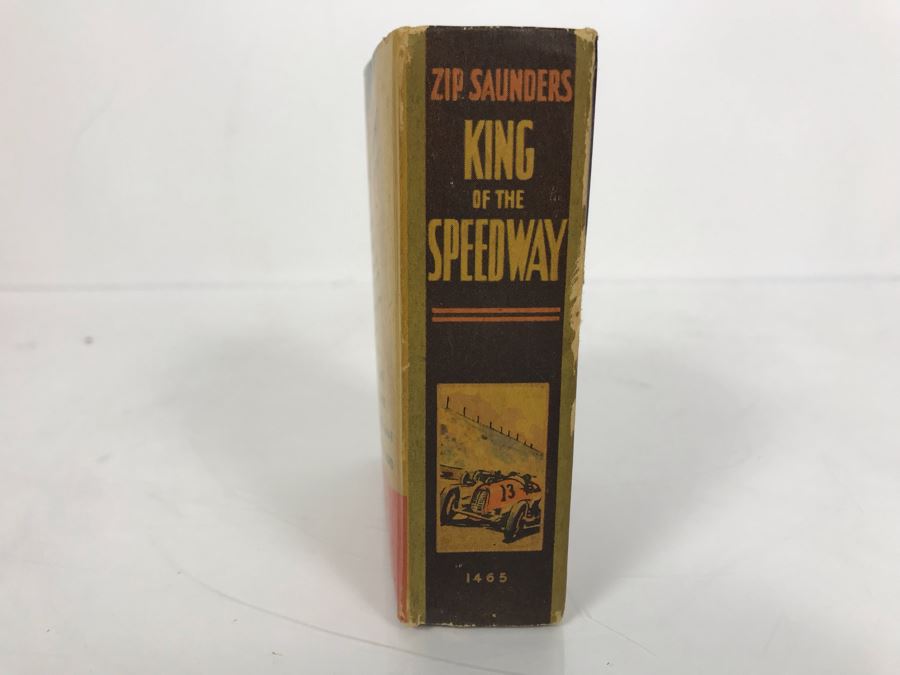 ZIP SAUNDERS
KING
OF THE
SPEEDWAY
13
1465